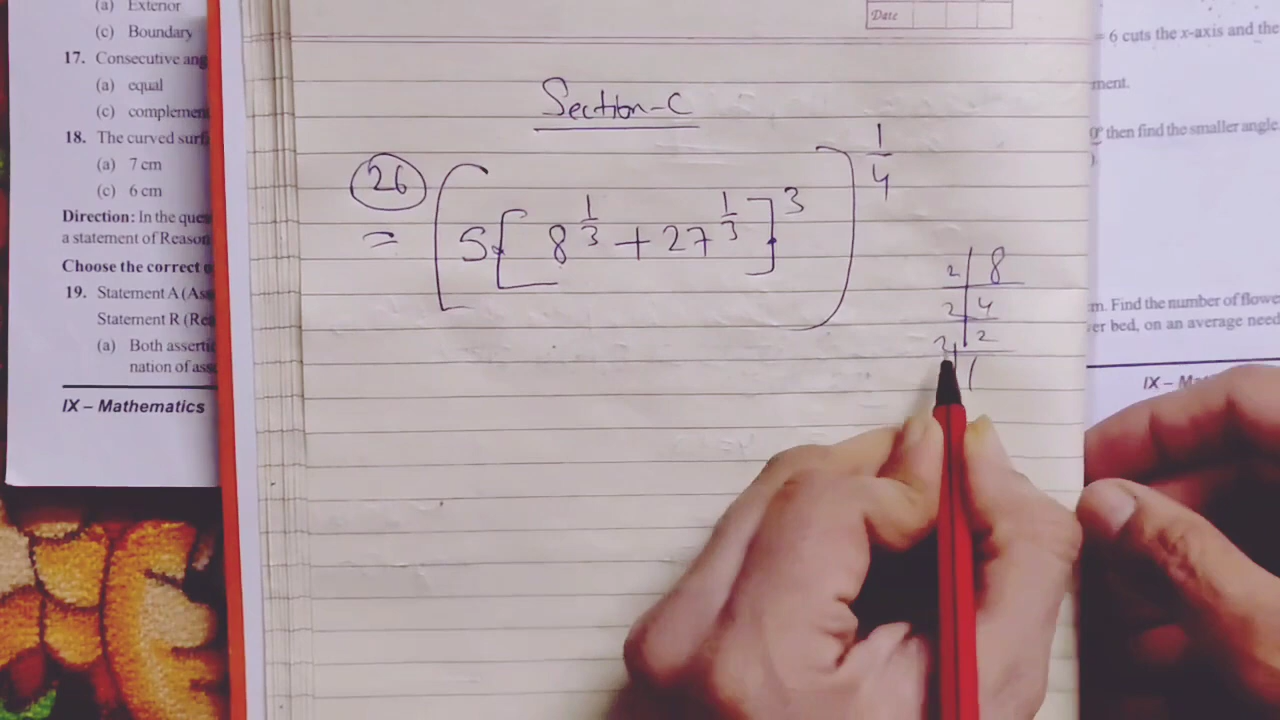 (a) Exterior
(c) Boundary
17. Consecutive ang
(a) equal
(c) complemen
18. The curved surf
(a) 7 cm
(c) 6 cm
Direction: In the ques
a statement of Reason
Choose the correct o
19. Statement A (Ass
Statement R (Rea
(a) Both assertio
nation of ass
IX – Mathematics
Date
Section-C
26
= (5[8^{1/3} + 27^{1/3}]^3)^{1/4}
2 | 8
2 | 4
2 | 2
| 1
= 6 cuts the x-axis and the
ment.
0° then find the smaller angle
).
m. Find the number of flowe
er bed, on an average need
IX – Ma